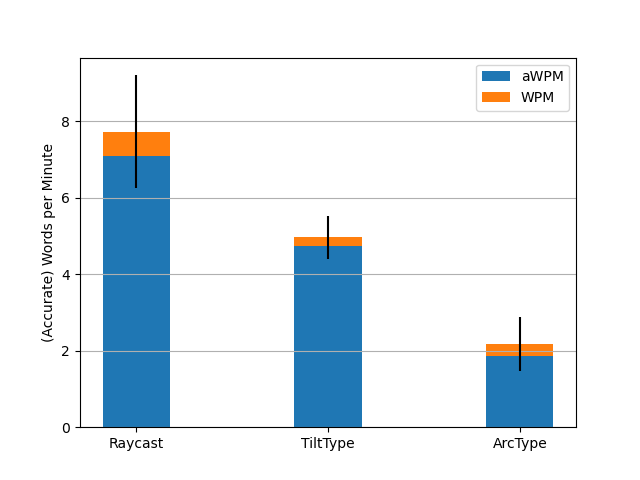 aWPM
WPM
(Accurate) Words per Minute
8
6
4
2
0
Raycast
TiltType
ArcType